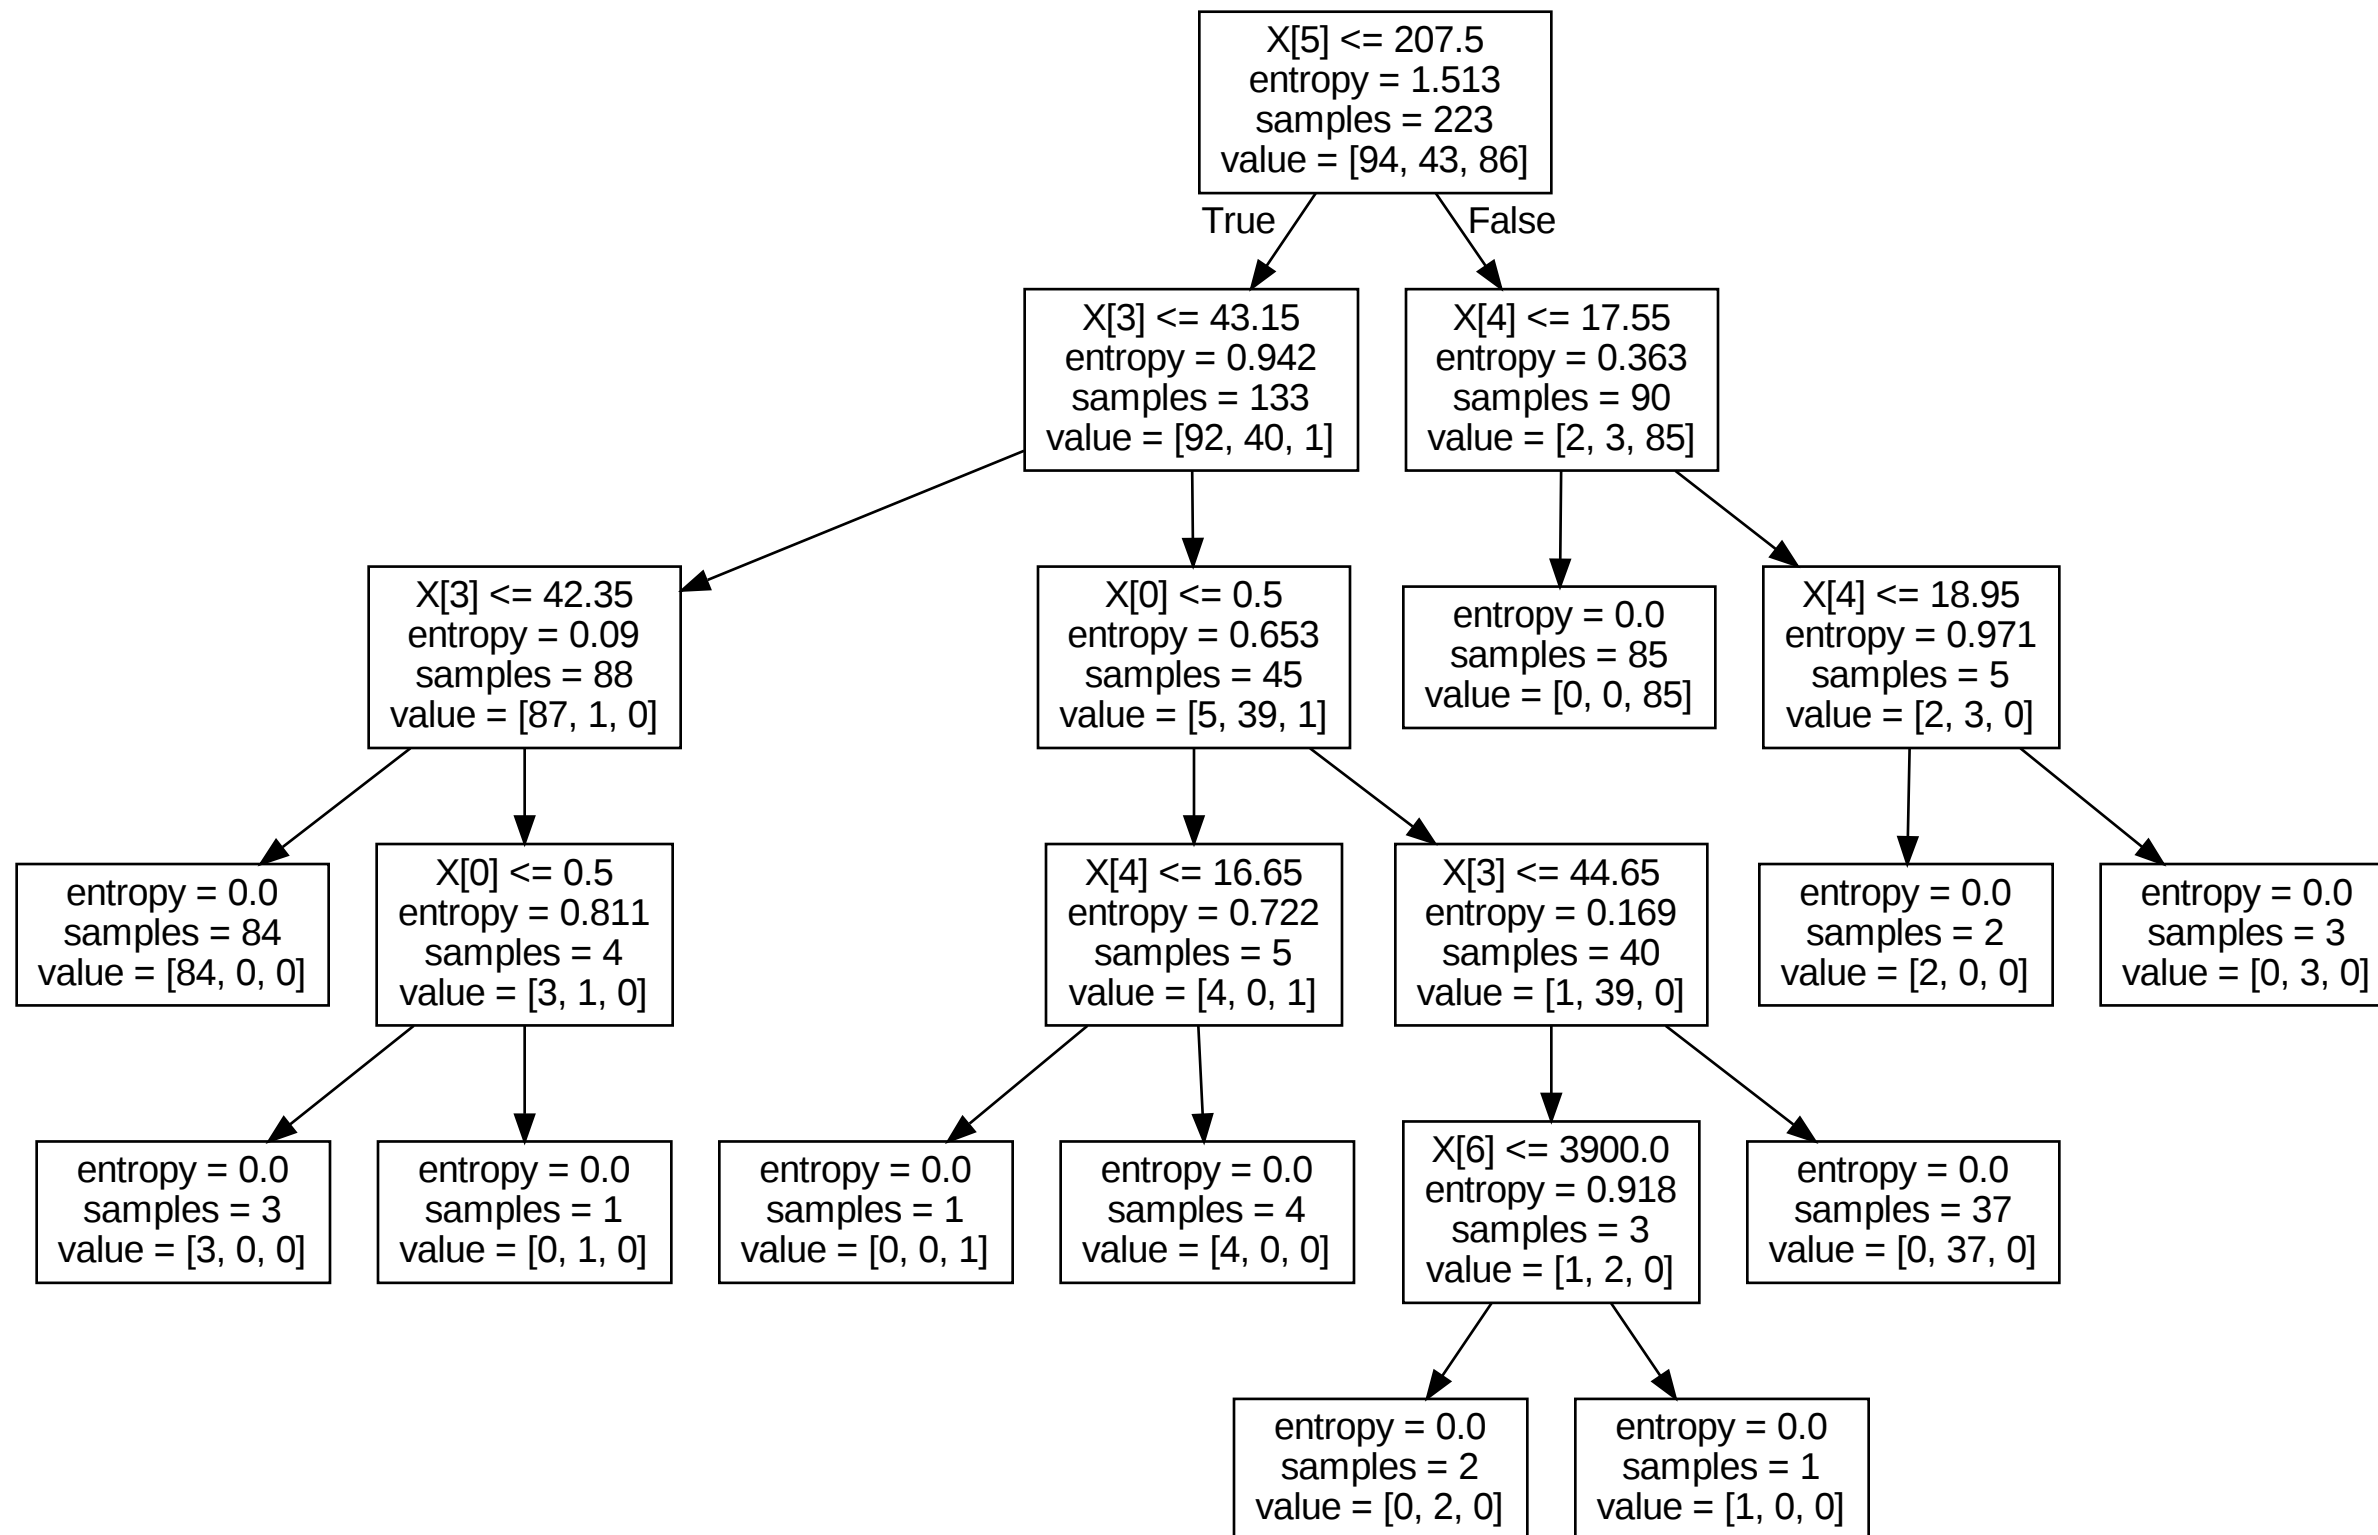 X[5] <= 207.5
entropy = 1.513
samples = 223
value = [94, 43, 86]
True
False
X[3] <= 43.15
entropy = 0.942
samples = 133
value = [92, 40, 1]
X[4] <= 17.55
entropy = 0.363
samples = 90
value = [2, 3, 85]
X[3] <= 42.35
entropy = 0.09
samples = 88
value = [87, 1, 0]
X[0] <= 0.5
entropy = 0.653
samples = 45
value = [5, 39, 1]
entropy = 0.0
samples = 85
value = [0, 0, 85]
X[4] <= 18.95
entropy = 0.971
samples = 5
value = [2, 3, 0]
entropy = 0.0
samples = 84
value = [84, 0, 0]
X[0] <= 0.5
entropy = 0.811
samples = 4
value = [3, 1, 0]
X[4] <= 16.65
entropy = 0.722
samples = 5
value = [4, 0, 1]
X[3] <= 44.65
entropy = 0.169
samples = 40
value = [1, 39, 0]
entropy = 0.0
samples = 2
value = [2, 0, 0]
entropy = 0.0
samples = 3
value = [0, 3, 0]
entropy = 0.0
samples = 3
value = [3, 0, 0]
entropy = 0.0
samples = 1
value = [0, 1, 0]
entropy = 0.0
samples = 1
value = [0, 0, 1]
entropy = 0.0
samples = 4
value = [4, 0, 0]
X[6] <= 3900.0
entropy = 0.918
samples = 3
value = [1, 2, 0]
entropy = 0.0
samples = 37
value = [0, 37, 0]
entropy = 0.0
samples = 2
value = [0, 2, 0]
entropy = 0.0
samples = 1
value = [1, 0, 0]